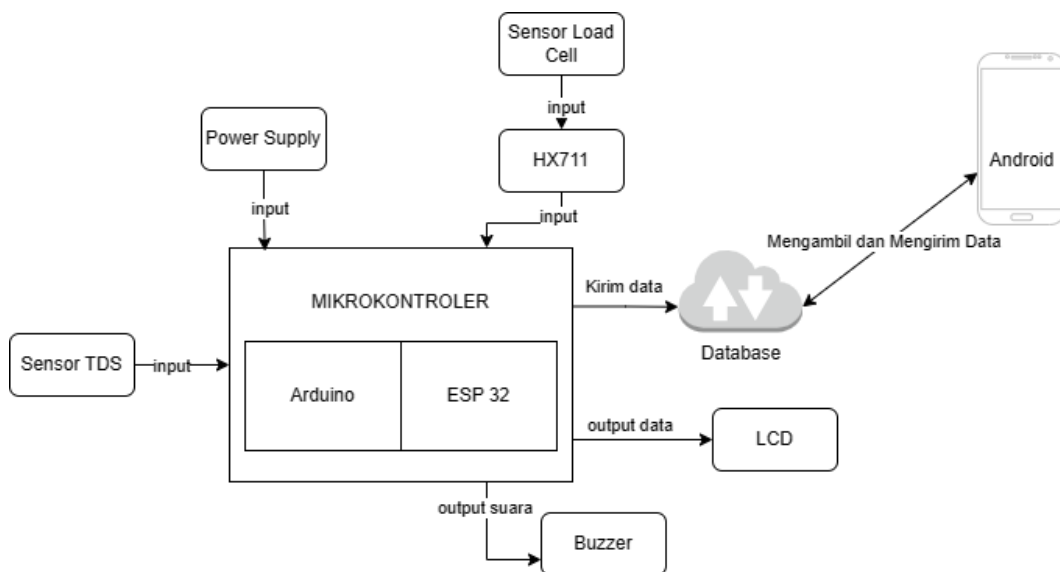 Sensor Load
Cell
input
Power Supply
HX711
Android
input
input
Mengambil dan Mengirim Data
MIKROKONTROLER
Kirim data
Sensor TDS
input
Database
Arduino
ESP 32
output data
LCD
output suara
Buzzer